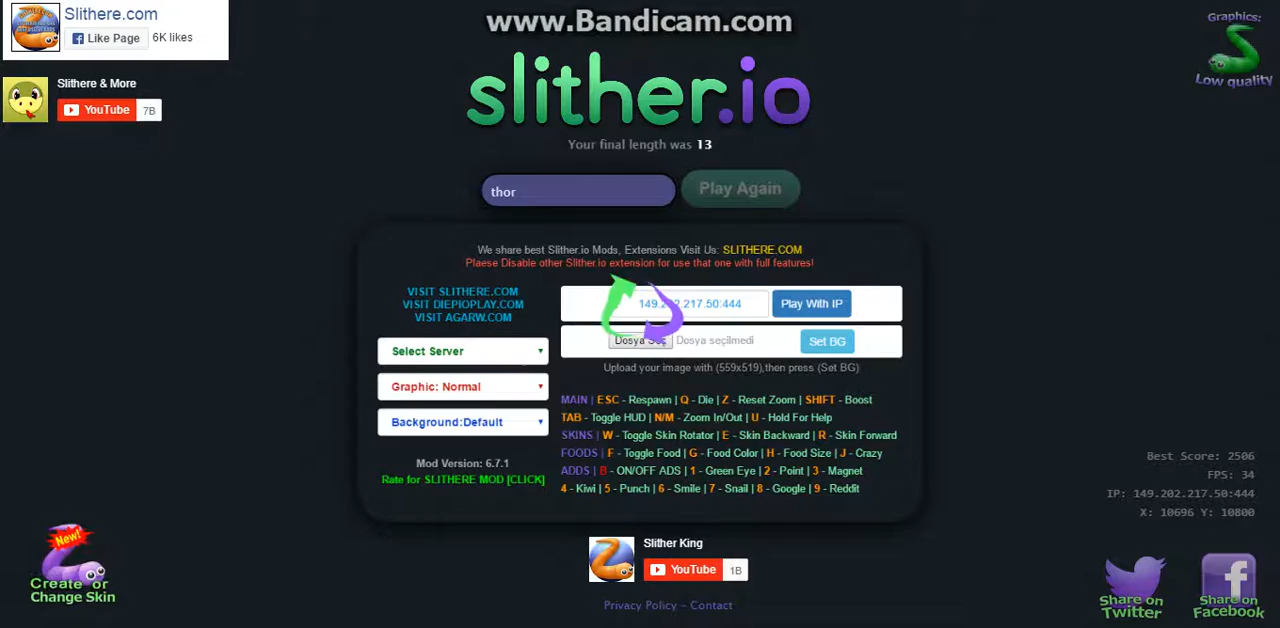 Slithere.com
Like Page
6K likes
www.Bandicam.com
Graphics:
Low quality
Slithere & More
YouTube 7B
slither.io
Your final length was 13
thor
Play Again
We share best Slither.io Mods, Extensions Visit Us: SLITHERE.COM
Plaese Disable other Slither.io extension for use that one with full features!
VISIT SLITHERE.COM
VISIT DIEPIOPLAY.COM
VISIT AGARW.COM
149.202.217.50:444
Play With IP
Select Server
Dosya Seç Dosya seçilmedi
Set BG
Upload your image with (559x519),then press (Set BG)
Graphic: Normal
Background:Default
MAIN | ESC - Respawn | Q - Die | Z - Reset Zoom | SHIFT - Boost
TAB - Toggle HUD | N/M - Zoom In/Out | U - Hold For Help
SKINS | W - Toggle Skin Rotator | E - Skin Backward | R - Skin Forward
FOODS | F - Toggle Food | G - Food Color | H - Food Size | J - Crazy
ADDS | B - ON/OFF ADS | 1 - Green Eye | 2 - Point | 3 - Magnet
4 - Kiwi | 5 - Punch | 6 - Smile | 7 - Snail | 8 - Google | 9 - Reddit
Mod Version: 6.7.1
Rate for SLITHERE MOD [CLICK]
Best Score: 2506
FPS: 34
IP: 149.202.217.50:444
X: 10696 Y: 10800
New!
Create or
Change Skin
Slither King
YouTube 1B
Privacy Policy - Contact
Share on
Twitter
Share on
Facebook